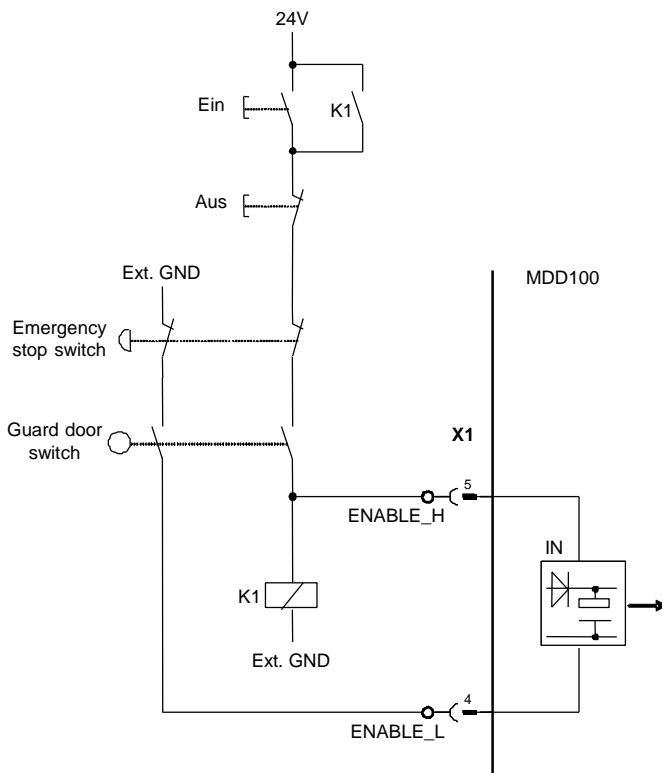 24V
Ein
K1
Aus
Ext. GND
MDD100
Emergency
stop switch
Guard door
switch
X1
5
ENABLE_H
IN
K1
Ext. GND
4
ENABLE_L